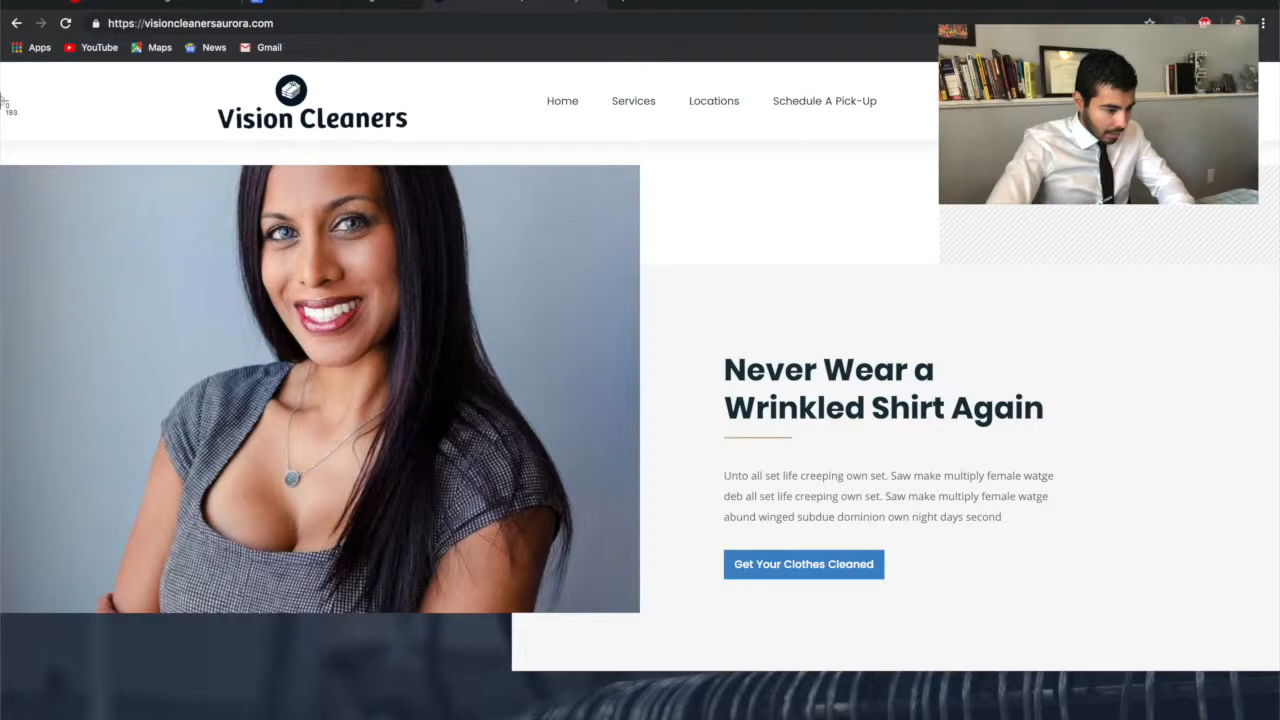 https://visioncleanersaurora.com
Apps YouTube Maps News Gmail
Vision Cleaners
Home Services Locations Schedule A Pick-Up
0
193
Never Wear a
Wrinkled Shirt Again
Unto all set life creeping own set. Saw make multiply female watge
deb all set life creeping own set. Saw make multiply female watge
abund winged subdue dominion own night days second
Get Your Clothes Cleaned